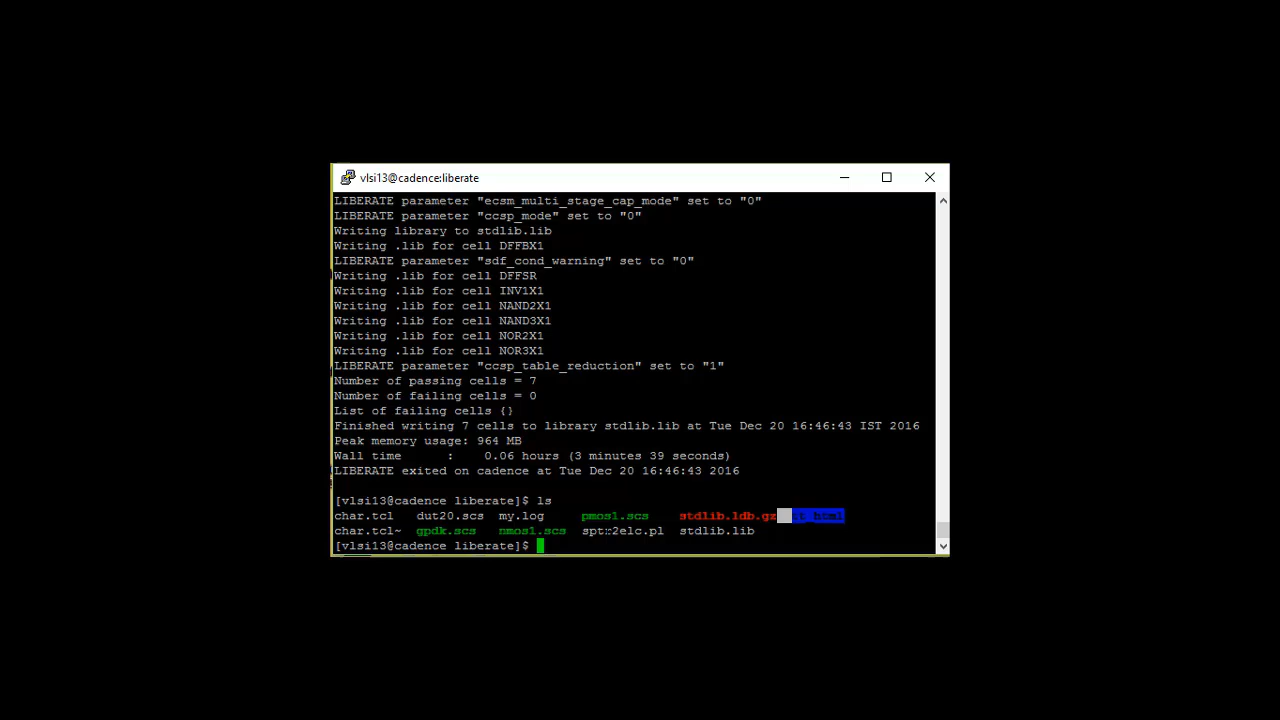 vlsi13@cadence:liberate
LIBERATE parameter "ecsm_multi_stage_cap_mode" set to "0"
LIBERATE parameter "ccsp_mode" set to "0"
Writing library to stdlib.lib
Writing .lib for cell DFFBX1
LIBERATE parameter "sdf_cond_warning" set to "0"
Writing .lib for cell DFFSR
Writing .lib for cell INV1X1
Writing .lib for cell NAND2X1
Writing .lib for cell NAND3X1
Writing .lib for cell NOR2X1
Writing .lib for cell NOR3X1
LIBERATE parameter "ccsp_table_reduction" set to "1"
Number of passing cells = 7
Number of failing cells = 0
List of failing cells {}
Finished writing 7 cells to library stdlib.lib at Tue Dec 20 16:46:43 IST 2016
Peak memory usage: 964 MB
Wall time : 0.06 hours (3 minutes 39 seconds)
LIBERATE exited on cadence at Tue Dec 20 16:46:43 2016
[vlsi13@cadence liberate]$ ls
char.tcl dut20.scs my.log pmos1.scs stdlib.ldb.gz
char.tcl~ gpdk.scs nmos1.scs stdlib.lib
[vlsi13@cadence liberate]$